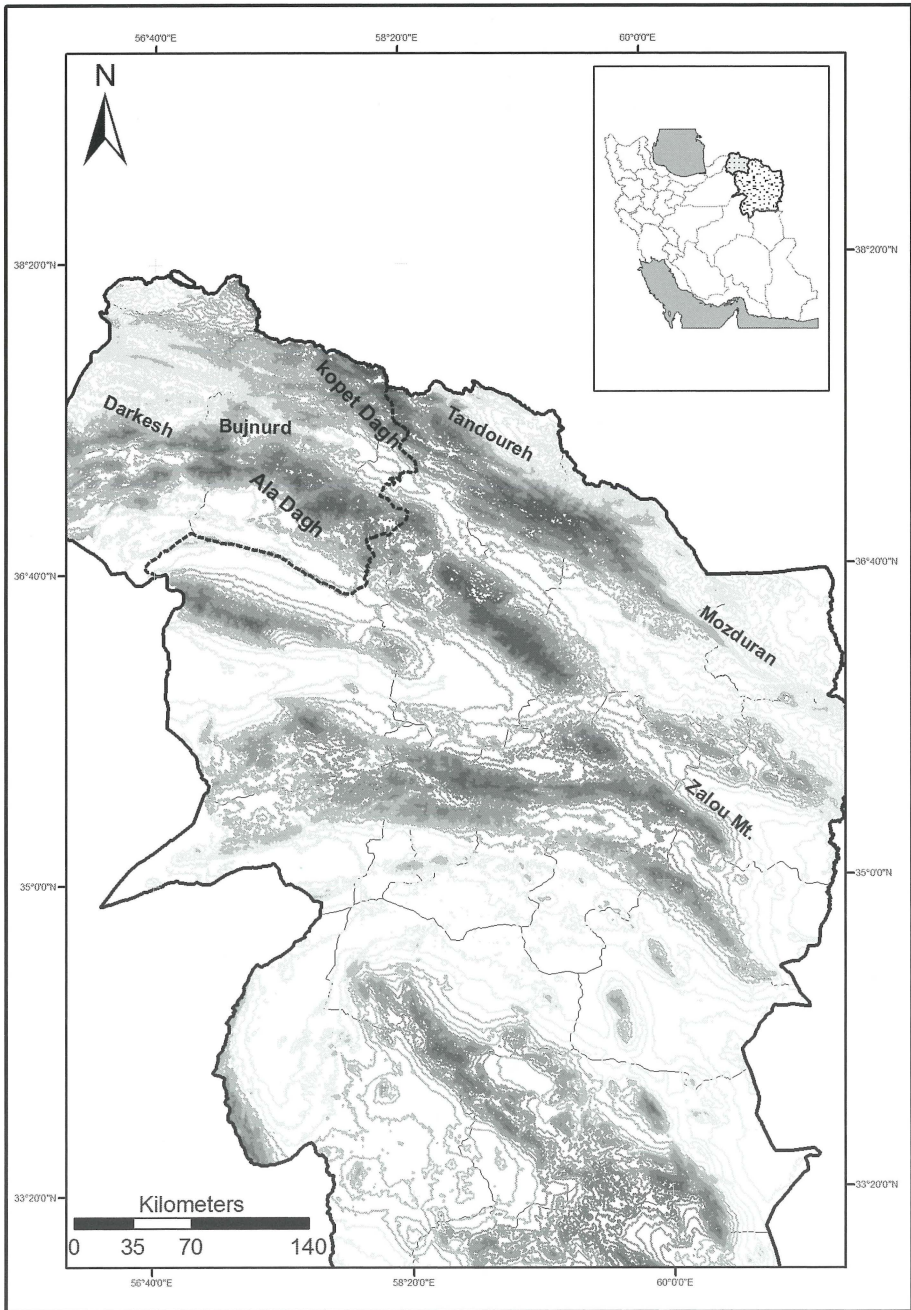 56°40'0"E 58°20'0"E 60°0'0"E
N
38°20'0"N 38°20'0"N
kopet Dagh
Tandoureh
Darkesh
Bujnurd
Ala Dagh
36°40'0"N 36°40'0"N
Mozduran
Zalou Mt.
35°0'0"N 35°0'0"N
33°20'0"N 33°20'0"N
Kilometers
0 35 70 140
56°40'0"E 58°20'0"E 60°0'0"E